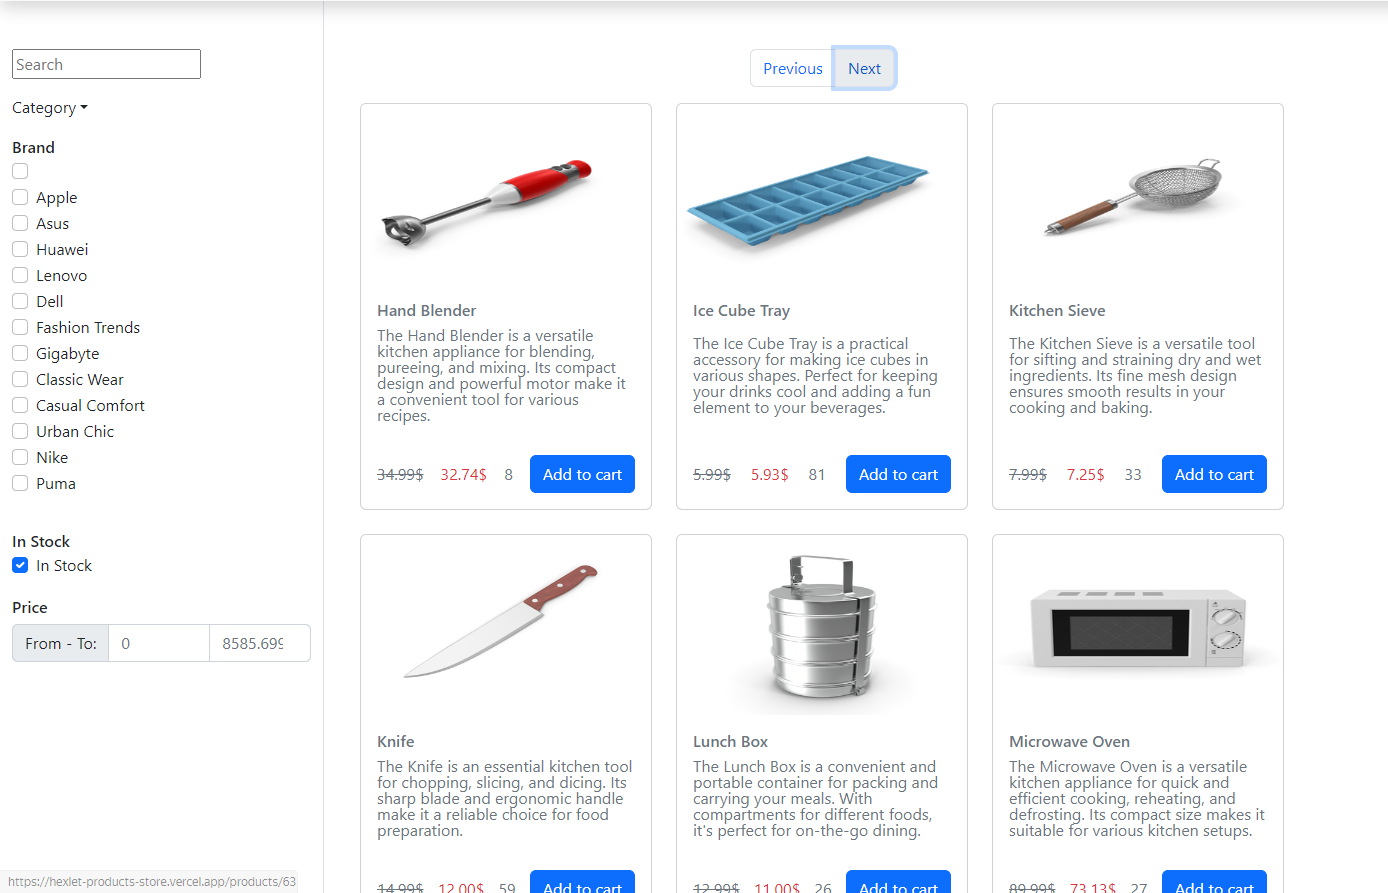 Search
Category
Brand
Apple
Asus
Huawei
Lenovo
Dell
Fashion Trends
Gigabyte
Classic Wear
Casual Comfort
Urban Chic
Nike
Puma
In Stock
In Stock
Price
From - To: 0 8585.699
Previous Next
Hand Blender
The Hand Blender is a versatile
kitchen appliance for blending,
pureeing, and mixing. Its compact
design and powerful motor make it
a convenient tool for various
recipes.
34.99$ 32.74$ 8 Add to cart
Ice Cube Tray
The Ice Cube Tray is a practical
accessory for making ice cubes in
various shapes. Perfect for keeping
your drinks cool and adding a fun
element to your beverages.
5.99$ 5.93$ 81 Add to cart
Kitchen Sieve
The Kitchen Sieve is a versatile tool
for sifting and straining dry and wet
ingredients. Its fine mesh design
ensures smooth results in your
cooking and baking.
7.99$ 7.25$ 33 Add to cart
Knife
The Knife is an essential kitchen tool
for chopping, slicing, and dicing. Its
sharp blade and ergonomic handle
make it a reliable choice for food
preparation.
14.99$ 12.00$ 59 Add to cart
Lunch Box
The Lunch Box is a convenient and
portable container for packing and
carrying your meals. With
compartments for different foods,
it's perfect for on-the-go dining.
12.99$ 11.00$ 26 Add to cart
Microwave Oven
The Microwave Oven is a versatile
kitchen appliance for quick and
efficient cooking, reheating, and
defrosting. Its compact size makes it
suitable for various kitchen setups.
89.99$ 73.13$ 27 Add to cart
https://hexlet-products-store.vercel.app/products/63